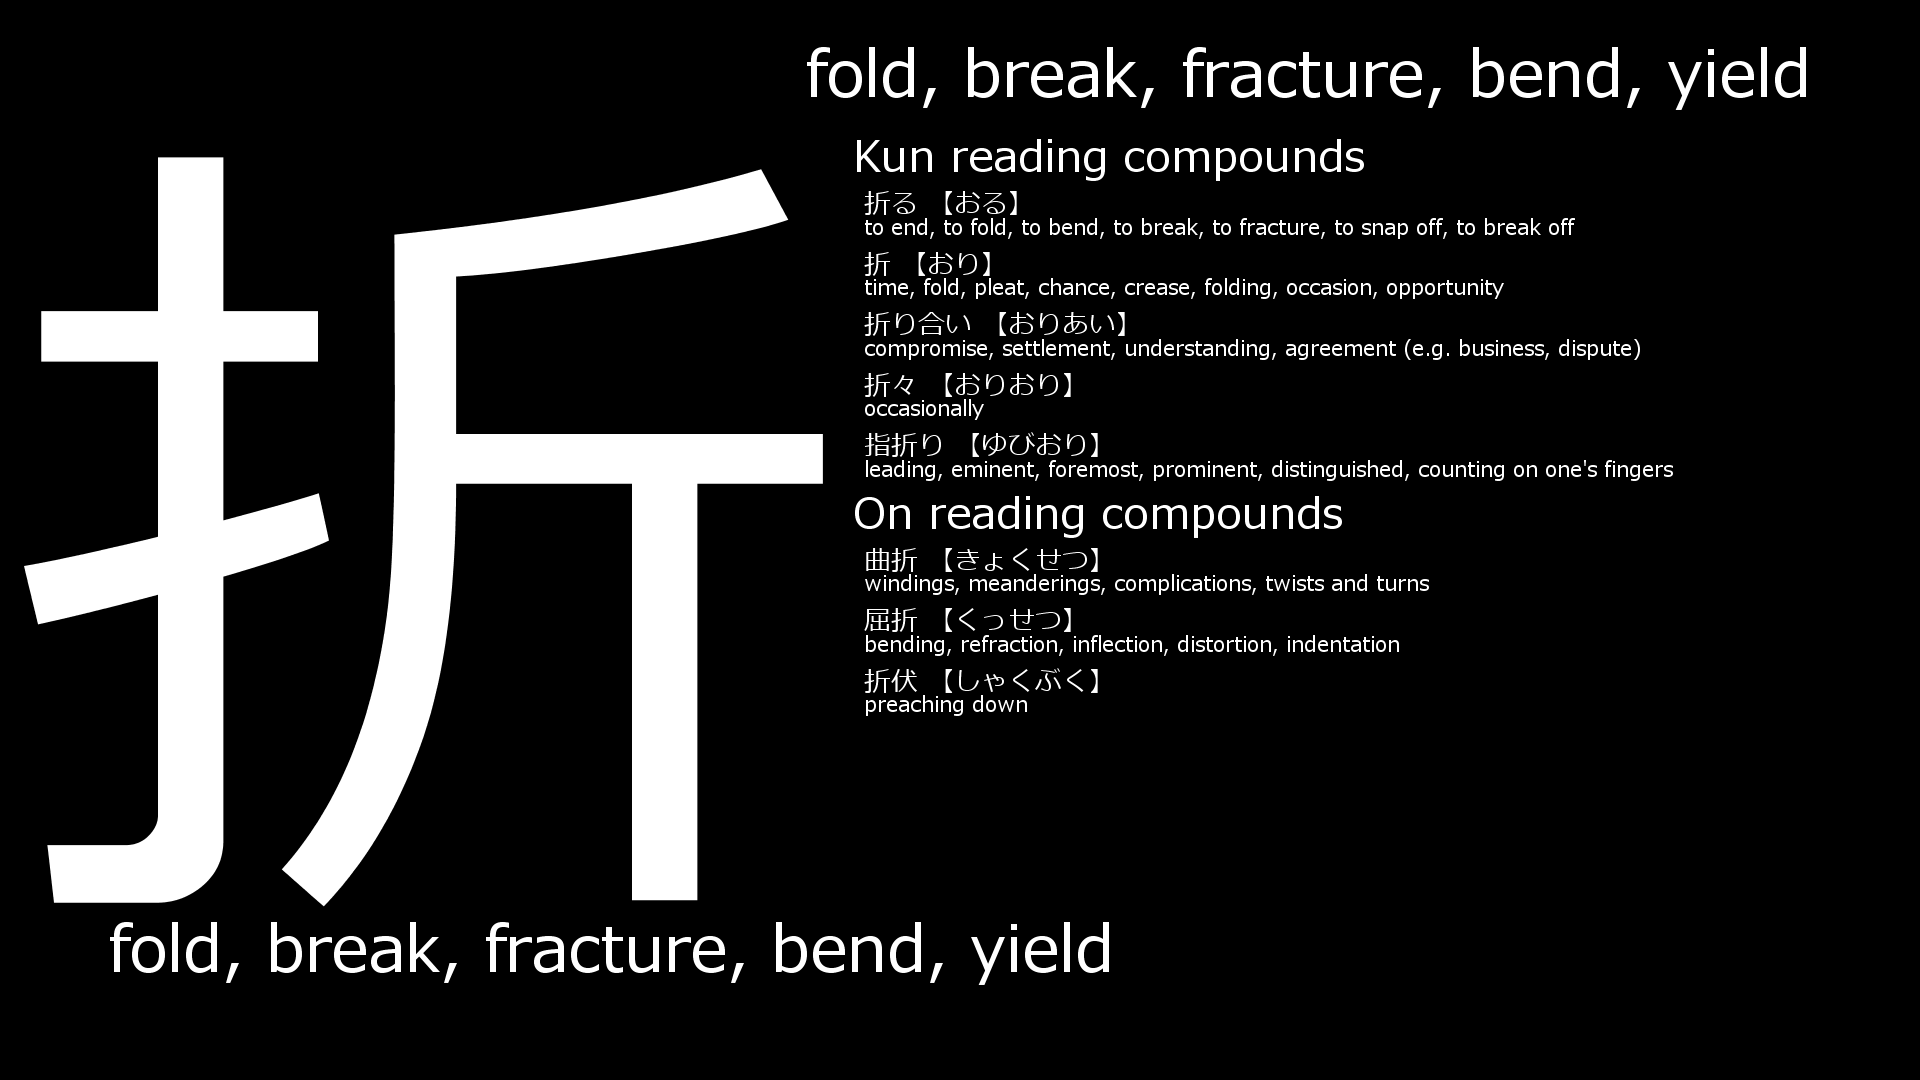 fold, break, fracture, bend, yield
折
Kun reading compounds
折る 【おる】
to end, to fold, to bend, to break, to fracture, to snap off, to break off
折 【おり】
time, fold, pleat, chance, crease, folding, occasion, opportunity
折り合い 【おりあい】
compromise, settlement, understanding, agreement (e.g. business, dispute)
折々 【おりおり】
occasionally
指折り 【ゆびおり】
leading, eminent, foremost, prominent, distinguished, counting on one's fingers
On reading compounds
曲折 【きょくせつ】
windings, meanderings, complications, twists and turns
屈折 【くっせつ】
bending, refraction, inflection, distortion, indentation
折伏 【しゃくぶく】
preaching down
fold, break, fracture, bend, yield